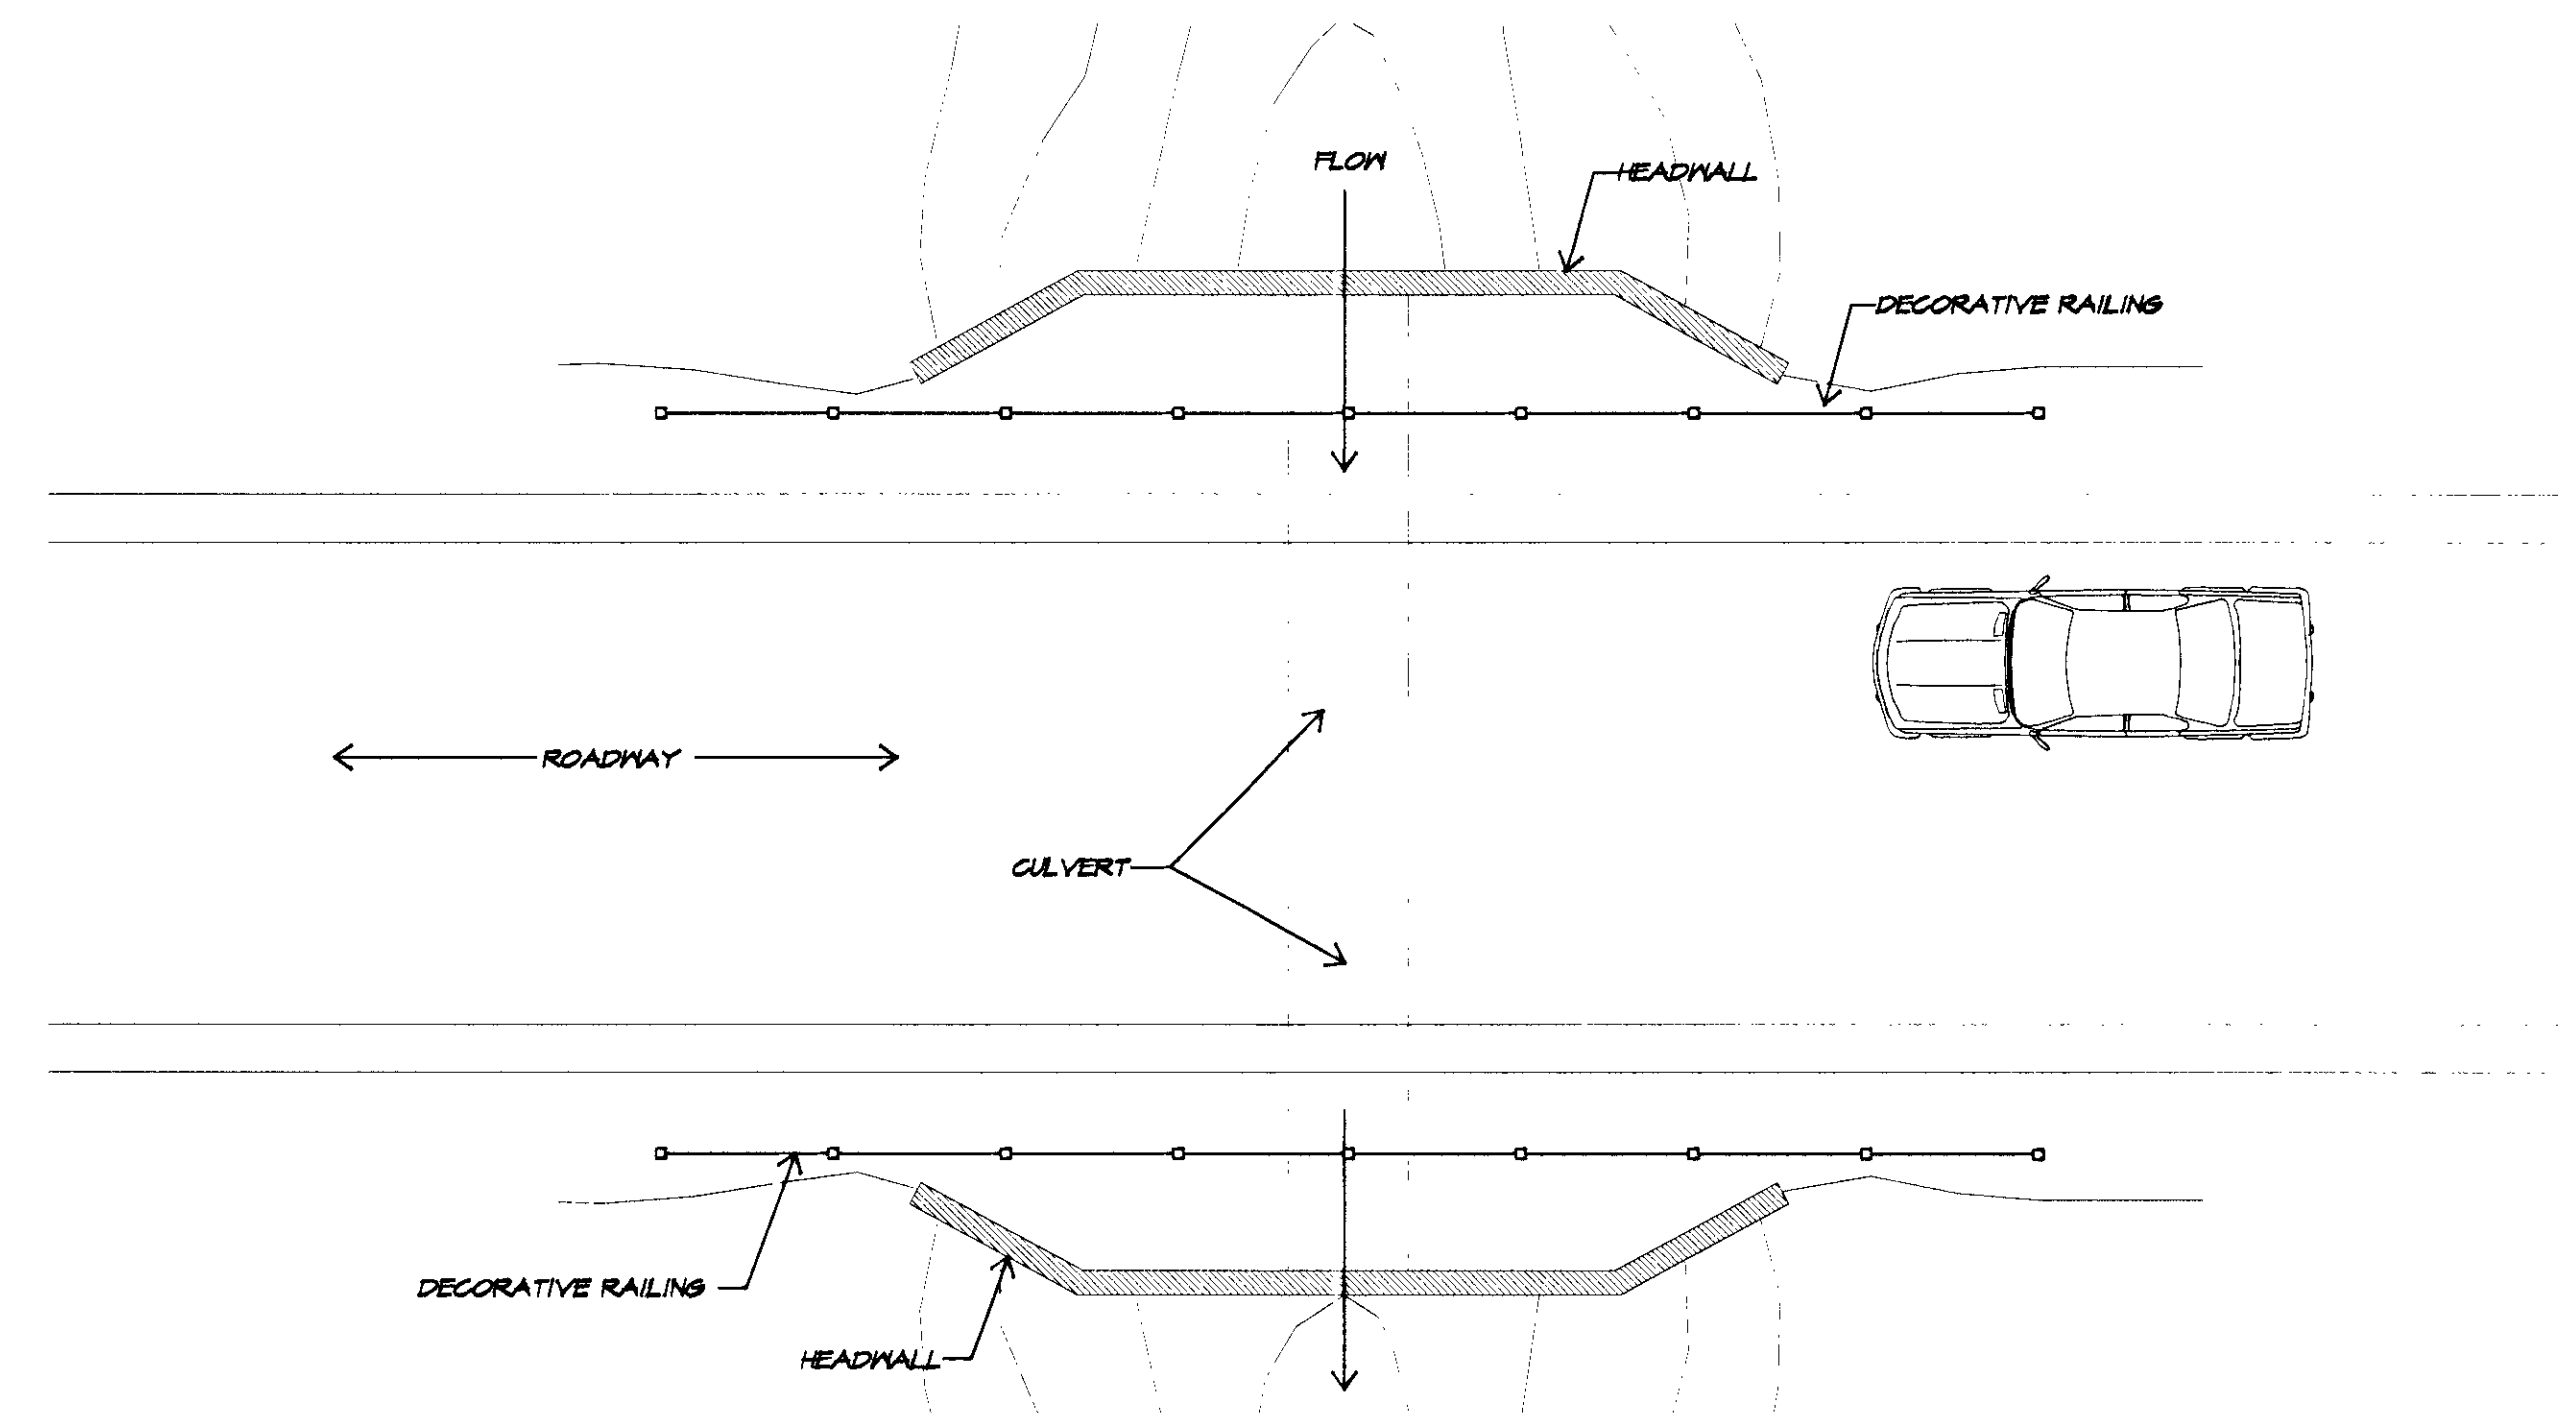 FLOW
HEADWALL
DECORATIVE RAILING
ROADWAY
CULVERT
DECORATIVE RAILING
HEADWALL